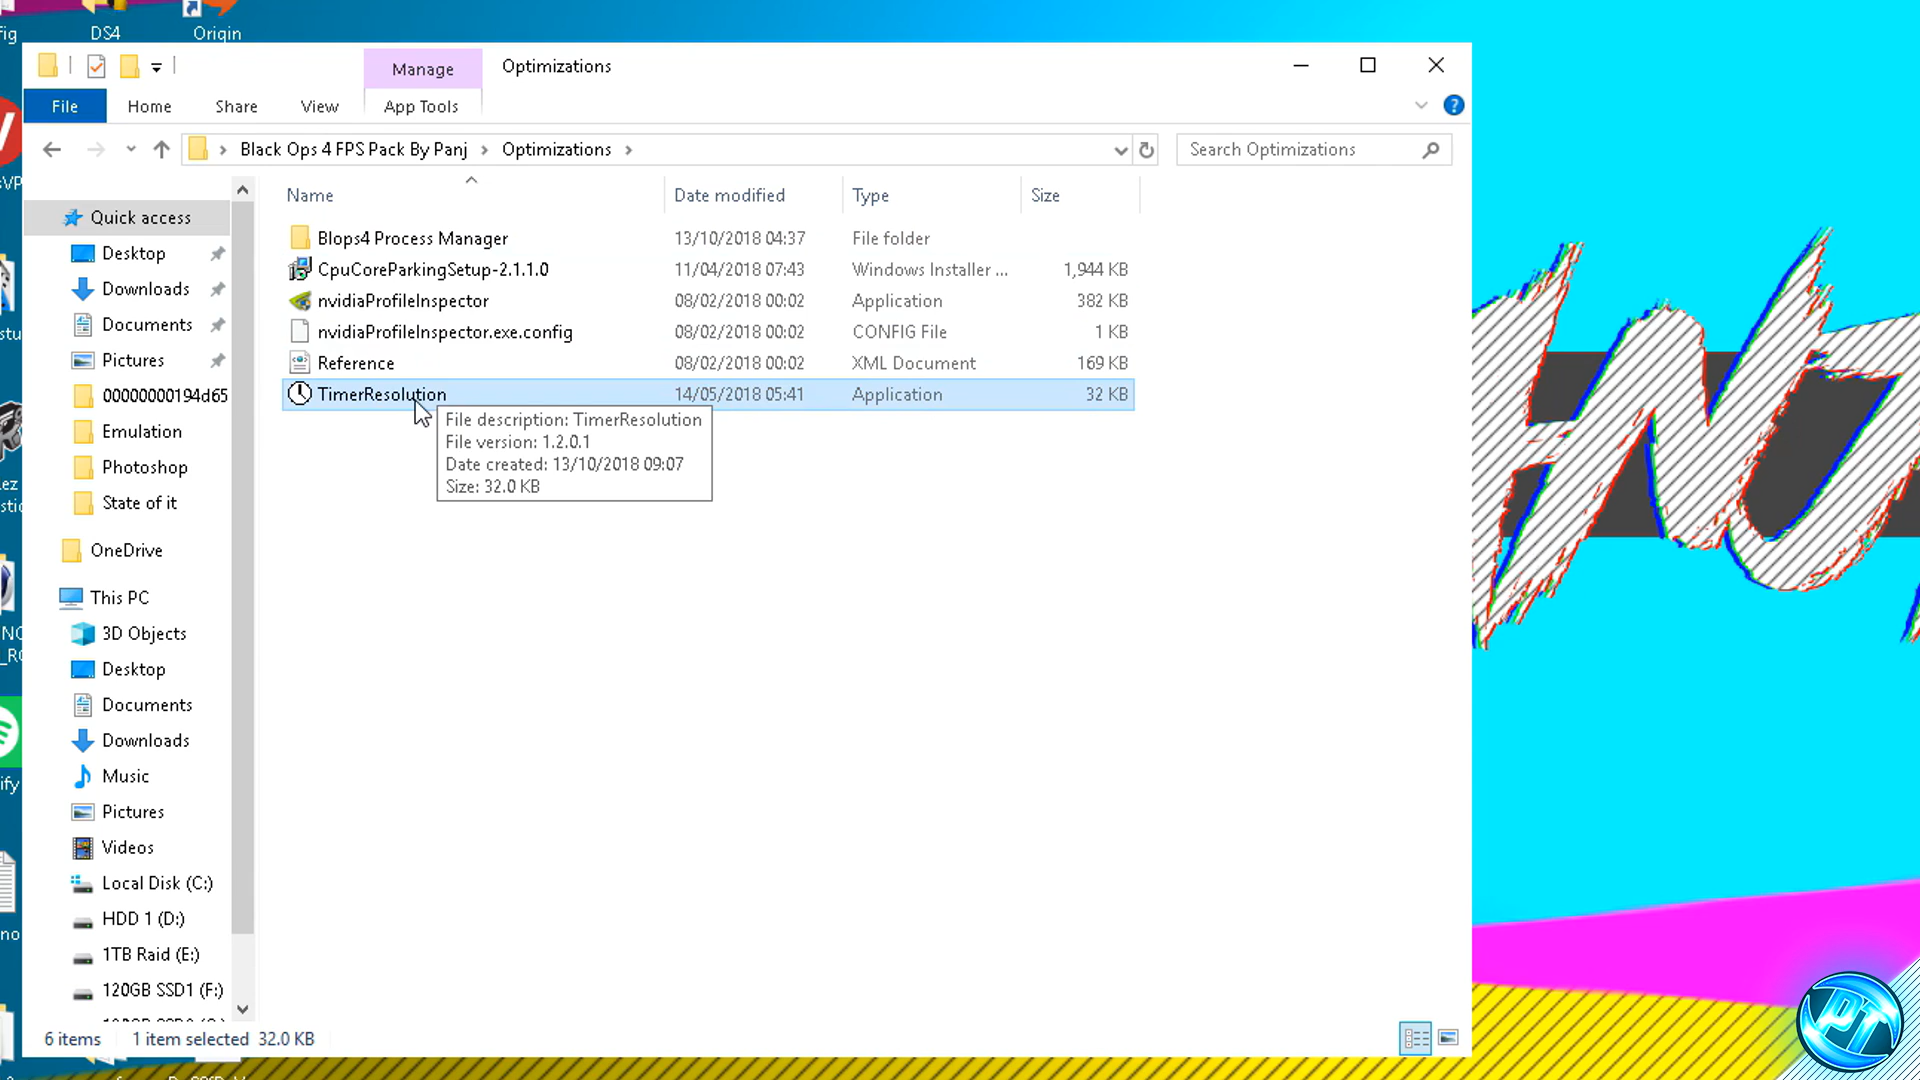 fig
DS4
Origin
Manage
Optimizations
File
Home
Share
View
App Tools
Black Ops 4 FPS Pack By Panj
Optimizations
Search Optimizations
Name
Date modified
Type
Size
Quick access
Desktop
Downloads
Documents
Pictures
00000000194d65
Emulation
Photoshop
State of it
OneDrive
This PC
3D Objects
Desktop
Documents
Downloads
Music
Pictures
Videos
Local Disk (C:)
HDD 1 (D:)
1TB Raid (E:)
120GB SSD1 (F:)
Blops4 Process Manager 13/10/2018 04:37 File folder
CpuCoreParkingSetup-2.1.1.0 11/04/2018 07:43 Windows Installer ... 1,944 KB
nvidiaProfileInspector 08/02/2018 00:02 Application 382 KB
nvidiaProfileInspector.exe.config 08/02/2018 00:02 CONFIG File 1 KB
Reference 08/02/2018 00:02 XML Document 169 KB
TimerResolution 14/05/2018 05:41 Application 32 KB
File description: TimerResolution
File version: 1.2.0.1
Date created: 13/10/2018 09:07
Size: 32.0 KB
6 items
1 item selected 32.0 KB
PT